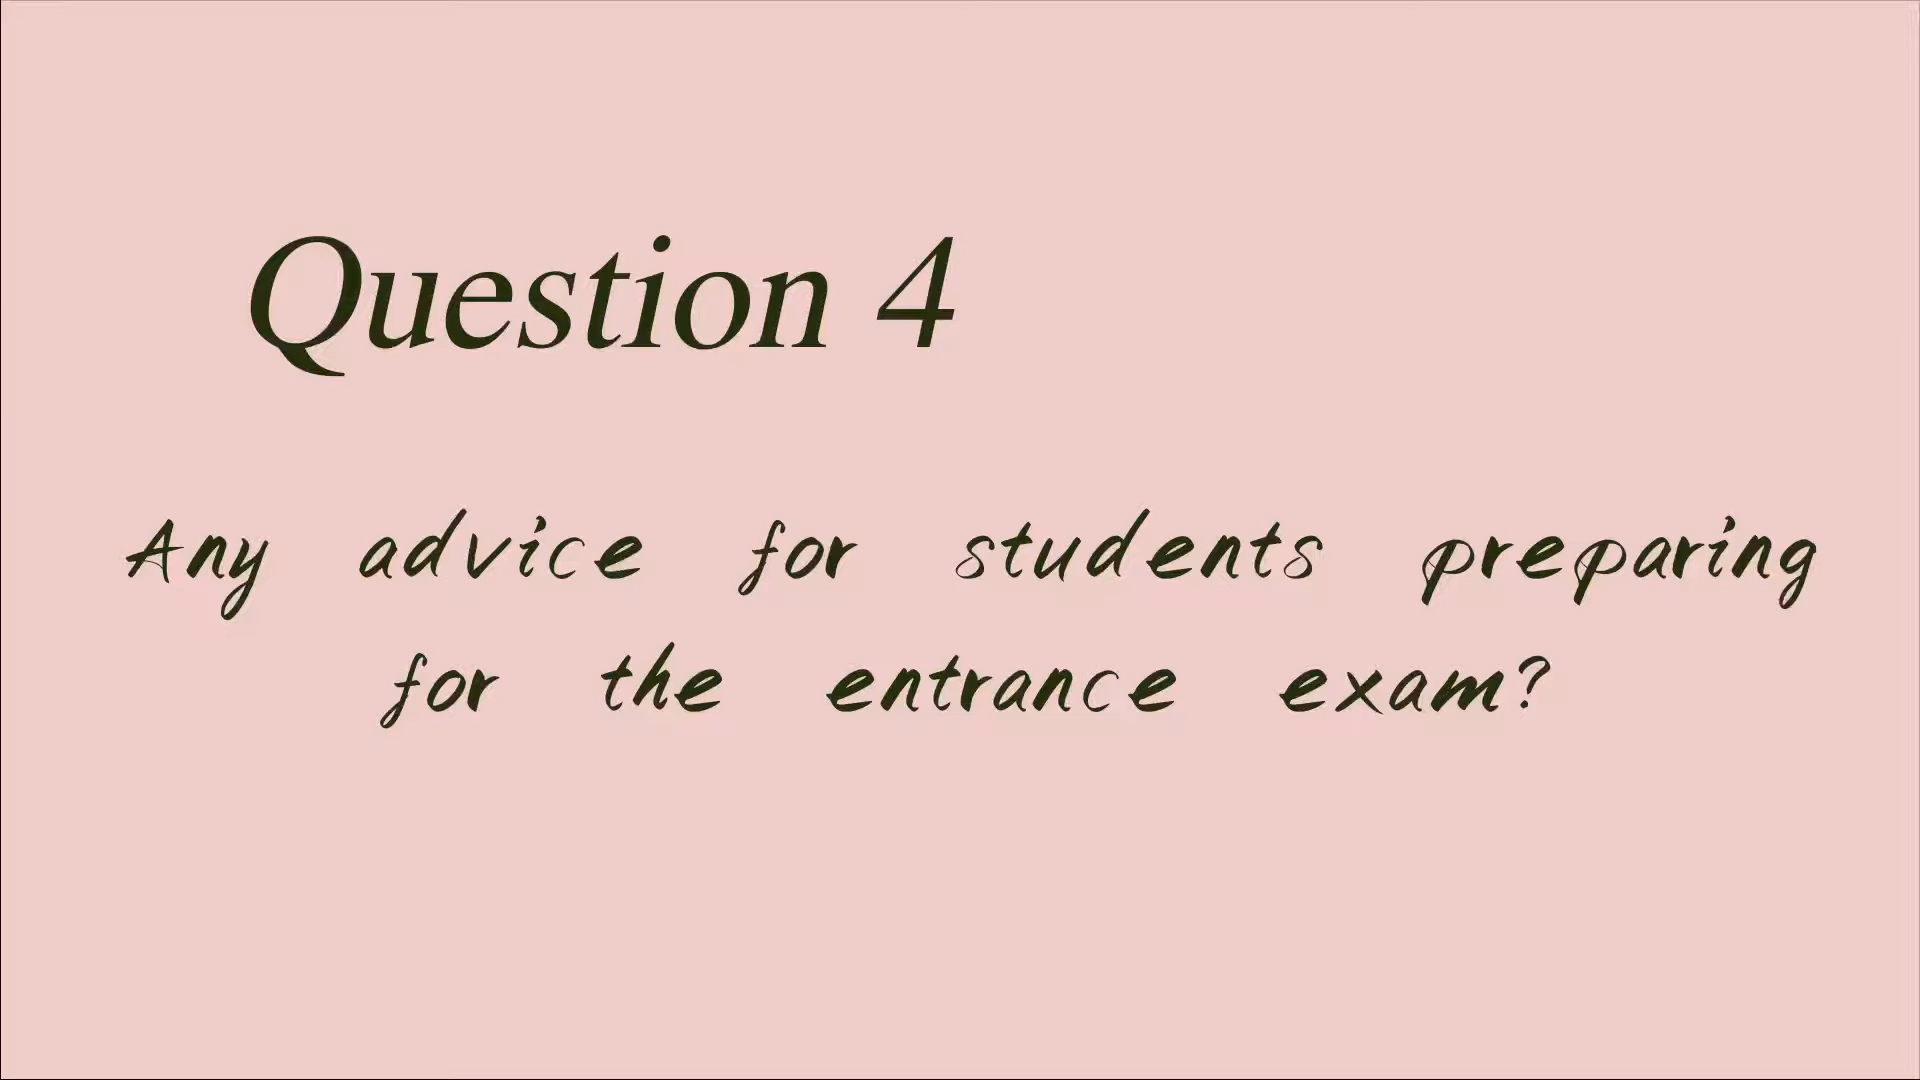 Question 4
Any advice for students preparing
for the entrance exam?